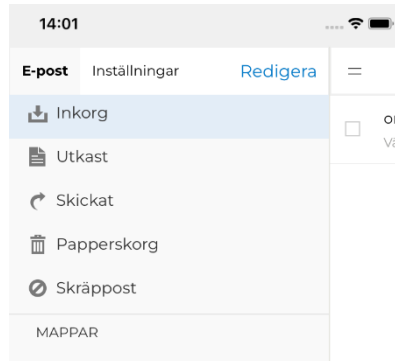 14:01
E-post Inställningar Redigera
Inkorg
Utkast
Skickat
Papperskorg
Skräppost
MAPPAR